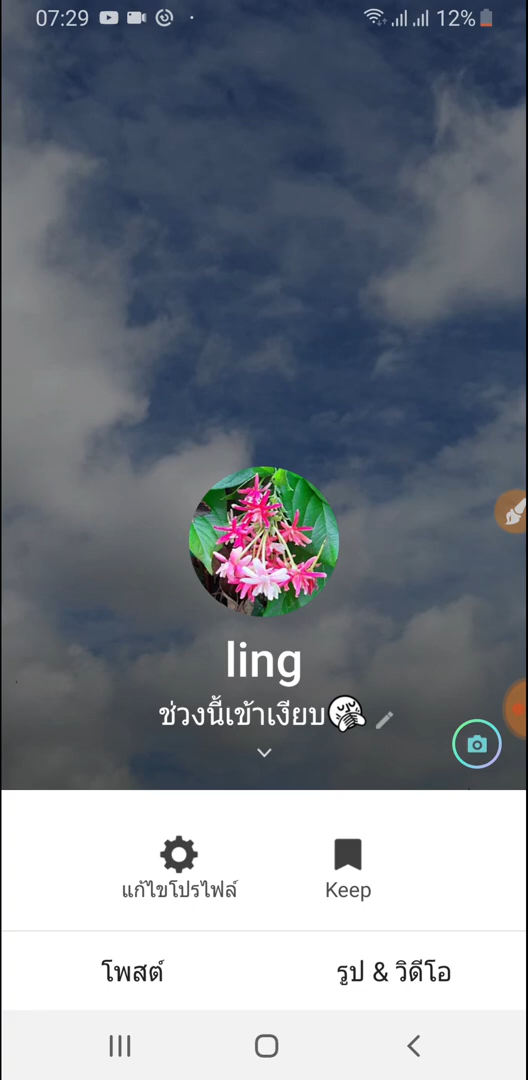 07:29 12%
ling
ช่วงนี้เข้าเงียบ
แก้ไขโปรไฟล์ Keep
โพสต์ รูป & วิดีโอ